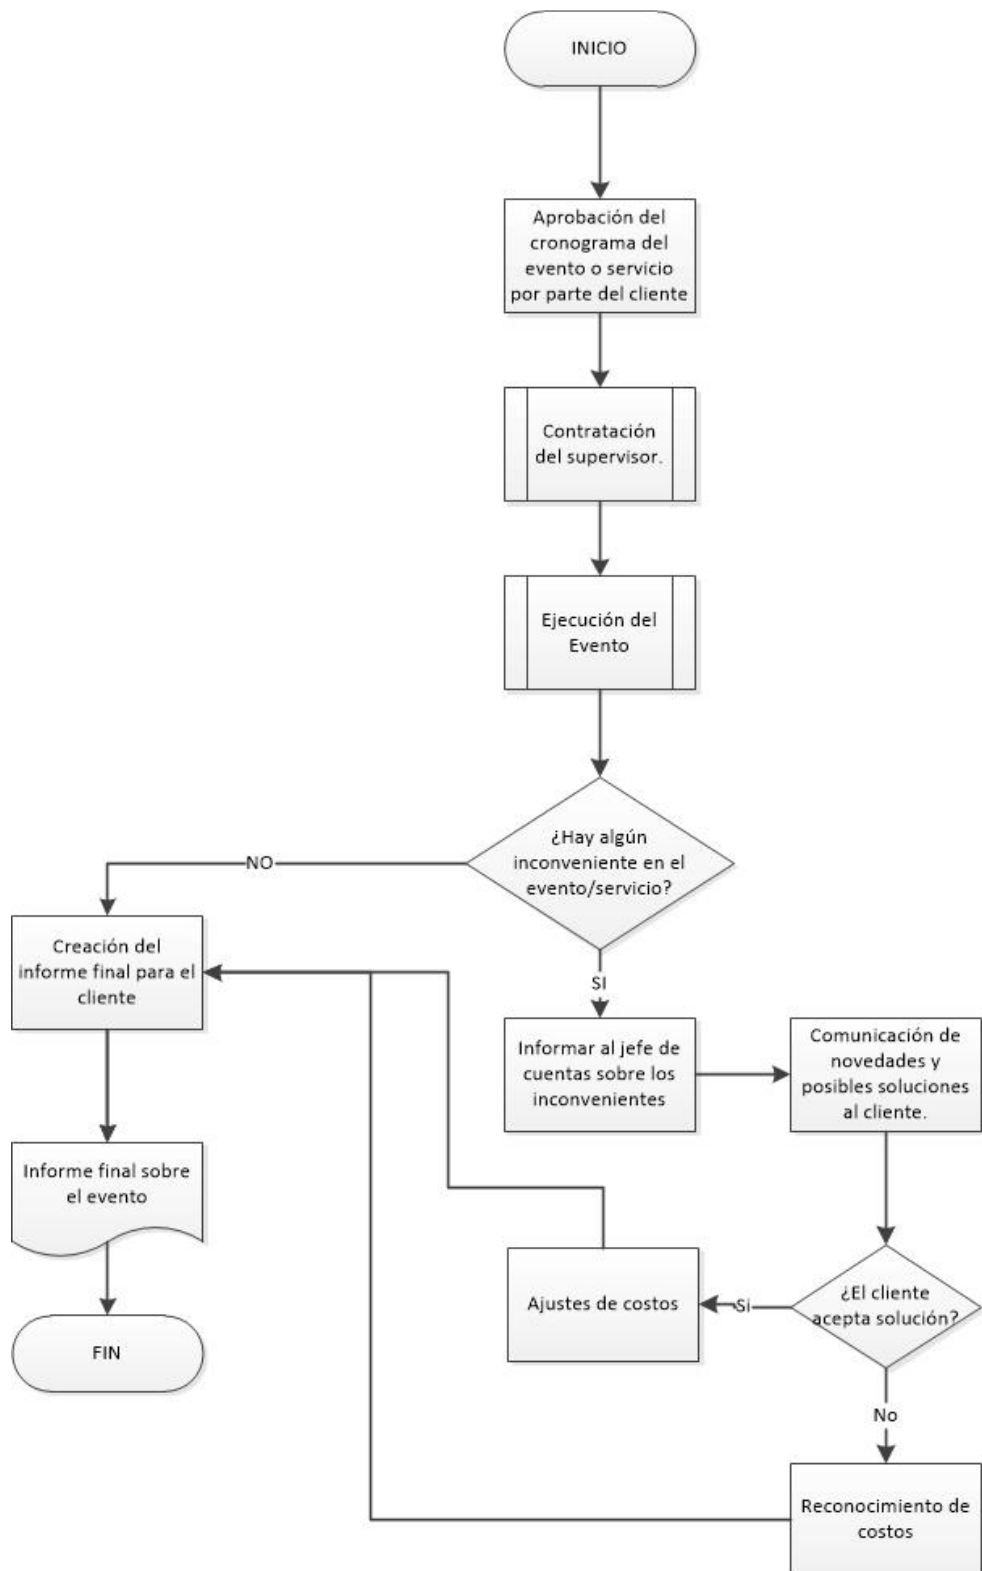 INICIO
Aprobación del
cronograma del
evento o servicio
por parte del cliente
Contratación
del supervisor.
Ejecución del
Evento
¿Hay algún
inconveniente en el
evento/servicio?
NO
SI
Creación del
informe final para el
cliente
Informar al jefe de
cuentas sobre los
inconvenientes
Comunicación de
novedades y
posibles soluciones
al cliente.
Informe final sobre
el evento
¿El cliente
acepta solución?
Si
Ajustes de costos
FIN
No
Reconocimiento de
costos